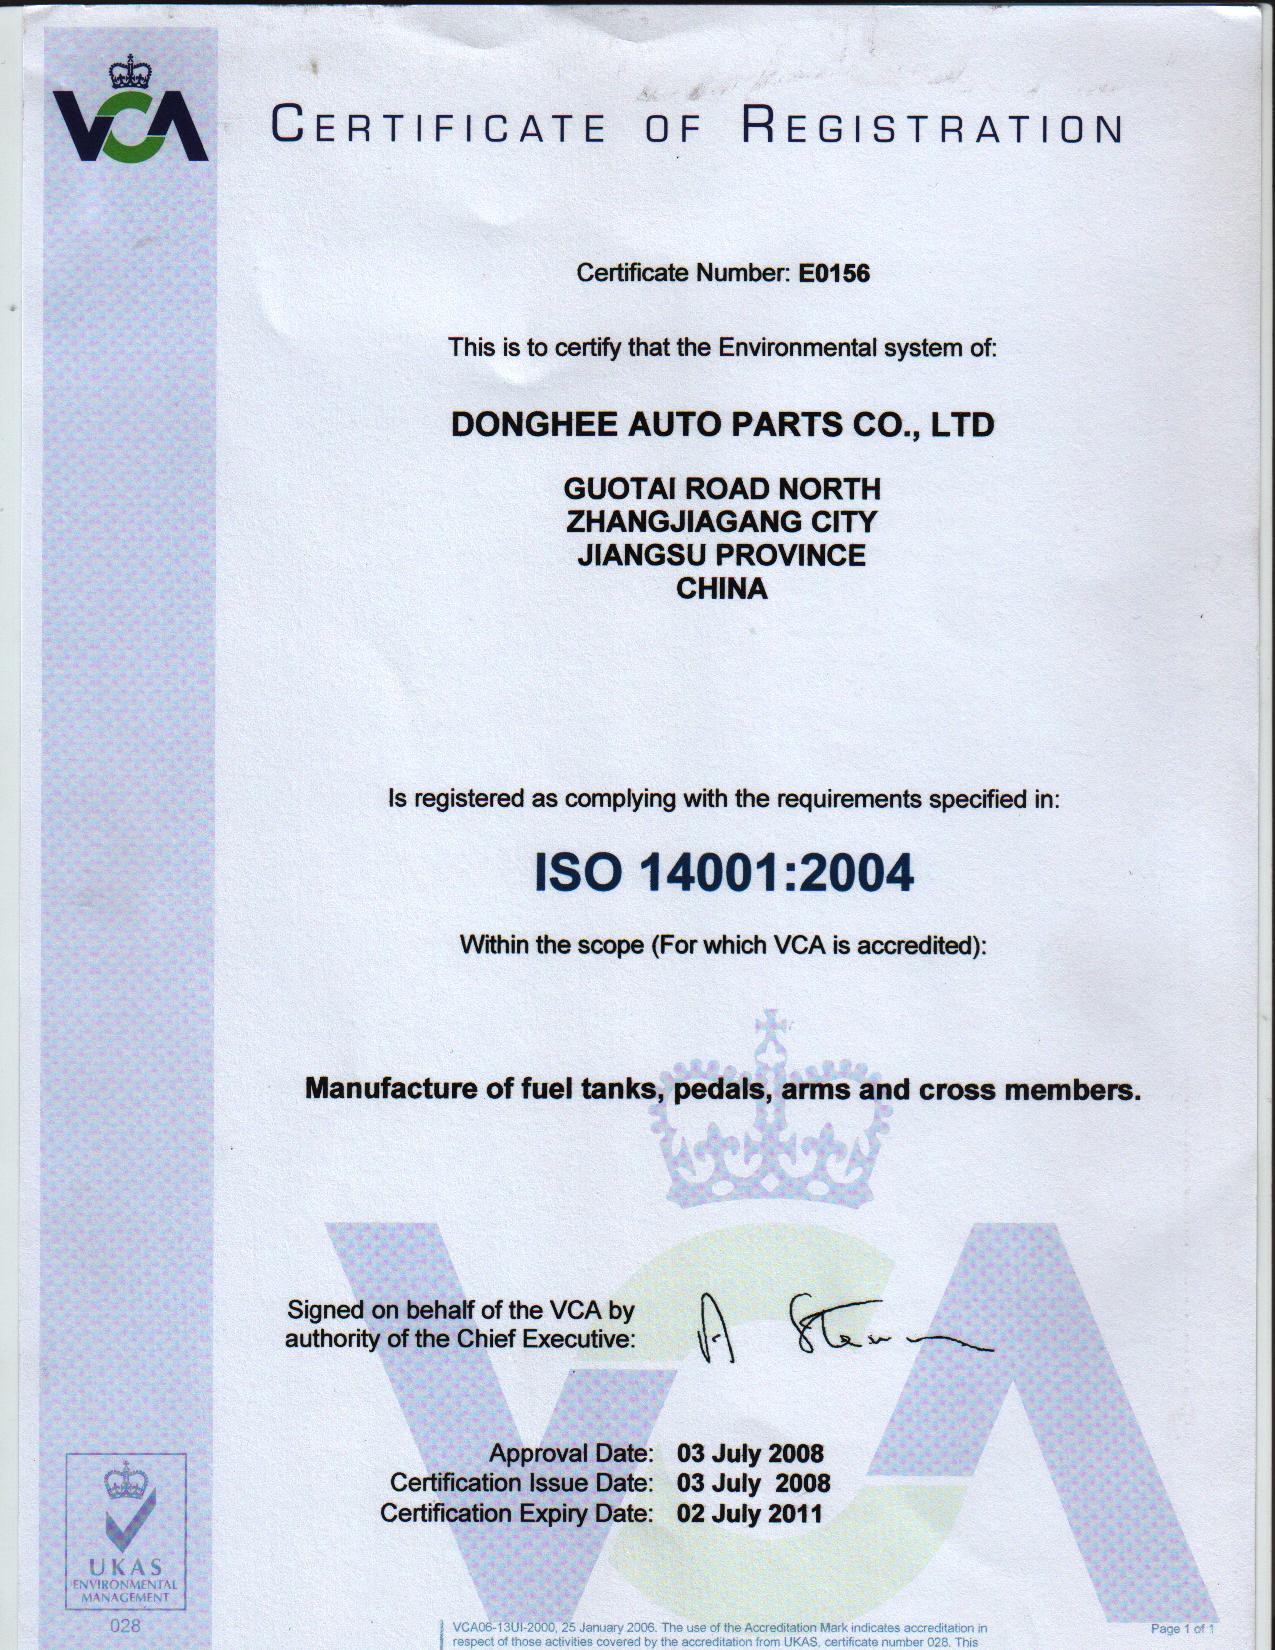 VCA
CERTIFICATE OF REGISTRATION
Certificate Number: E0156
This is to certify that the Environmental system of:
DONGHEE AUTO PARTS CO., LTD
GUOTAI ROAD NORTH
ZHANGJIAGANG CITY
JIANGSU PROVINCE
CHINA
Is registered as complying with the requirements specified in:
ISO 14001:2004
Within the scope (For which VCA is accredited):
Manufacture of fuel tanks, pedals, arms and cross members.
Signed on behalf of the VCA by
authority of the Chief Executive:
Approval Date: 03 July 2008
Certification Issue Date: 03 July 2008
Certification Expiry Date: 02 July 2011
UKAS
ENVIRONMENTAL
MANAGEMENT
028
VCA06-13UI-2000, 25 January 2006. The use of the Accreditation Mark indicates accreditation in
respect of those activities covered by the accreditation from UKAS, certificate number 028. This
Page 1 of 1